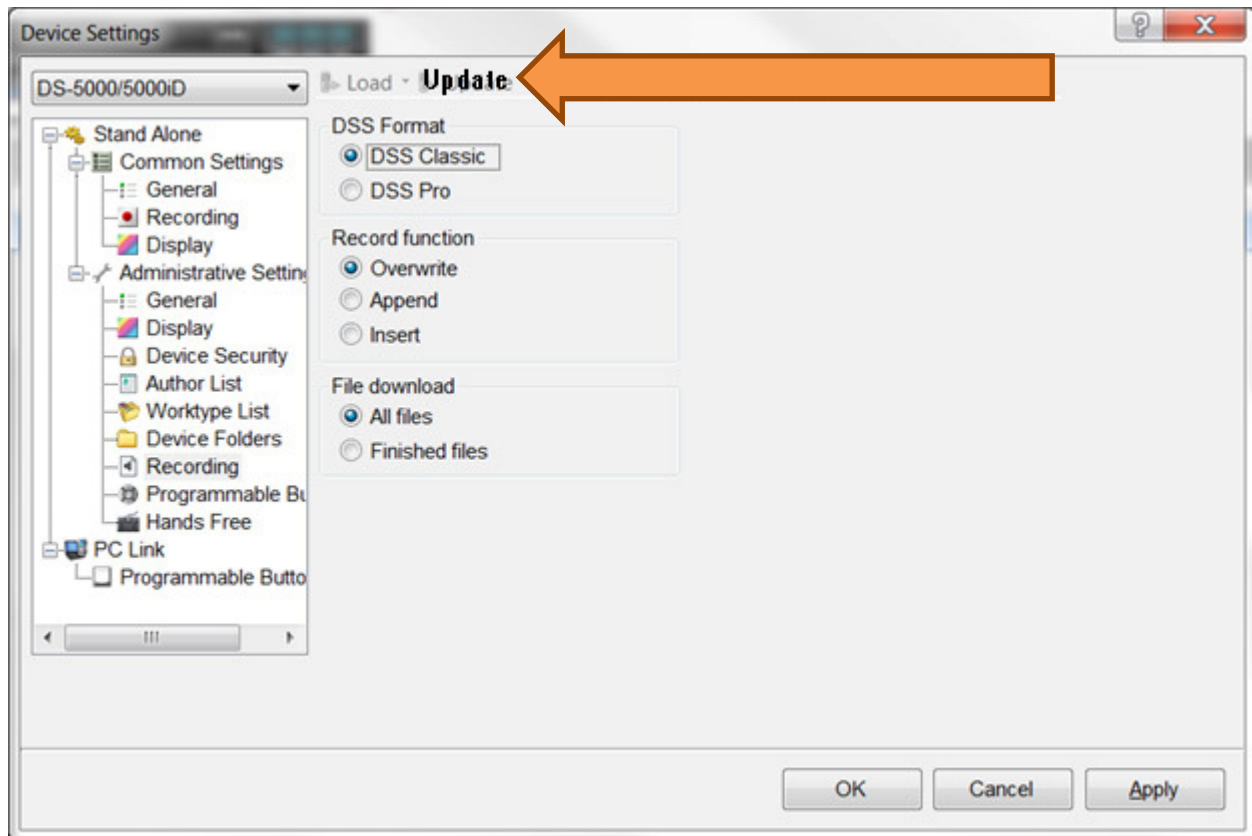 Device Settings
DS-5000/5000iD
Load Update
Stand Alone
Common Settings
General
Recording
Display
Administrative Setting
General
Display
Device Security
Author List
Worktype List
Device Folders
Recording
Programmable Bu
Hands Free
PC Link
Programmable Butto
DSS Format
DSS Classic
DSS Pro
Record function
Overwrite
Append
Insert
File download
All files
Finished files
OK Cancel Apply